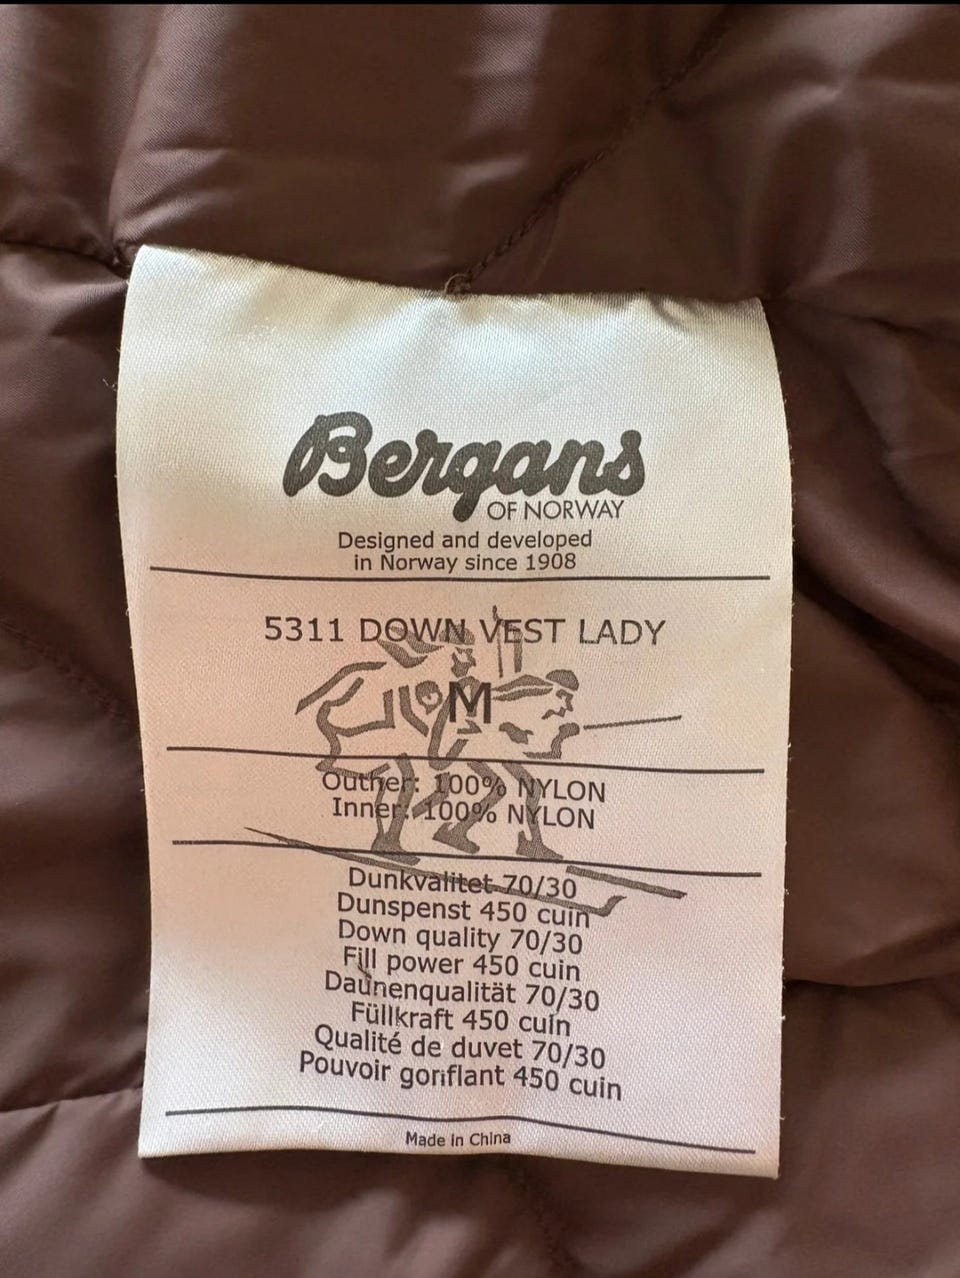 Bergans
OF NORWAY
Designed and developed
in Norway since 1908
5311 DOWN VEST LADY
M
Outher: 100% NYLON
Inner: 100% NYLON
Dunkvalitet 70/30
Dunspenst 450 cuin
Down quality 70/30
Fill power 450 cuin
Daunenqualität 70/30
Füllkraft 450 cuin
Qualité de duvet 70/30
Pouvoir gonflant 450 cuin
Made in China